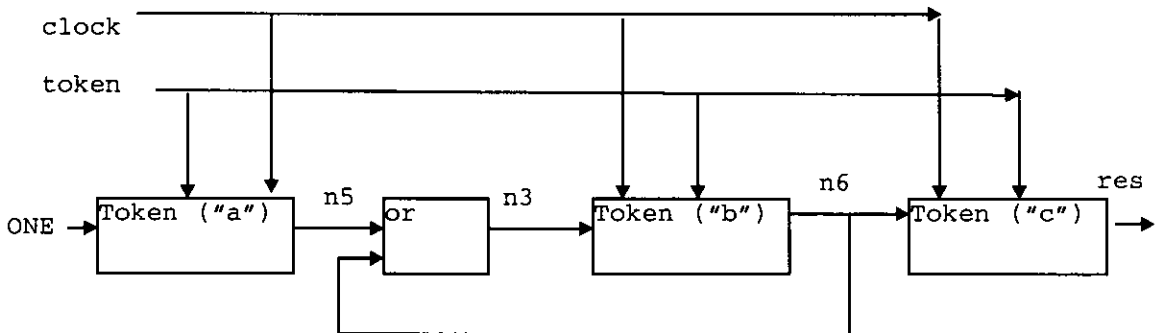 clock
token
n5
n3
n6
res
ONE
Token ("a")
or
Token ("b")
Token ("c")